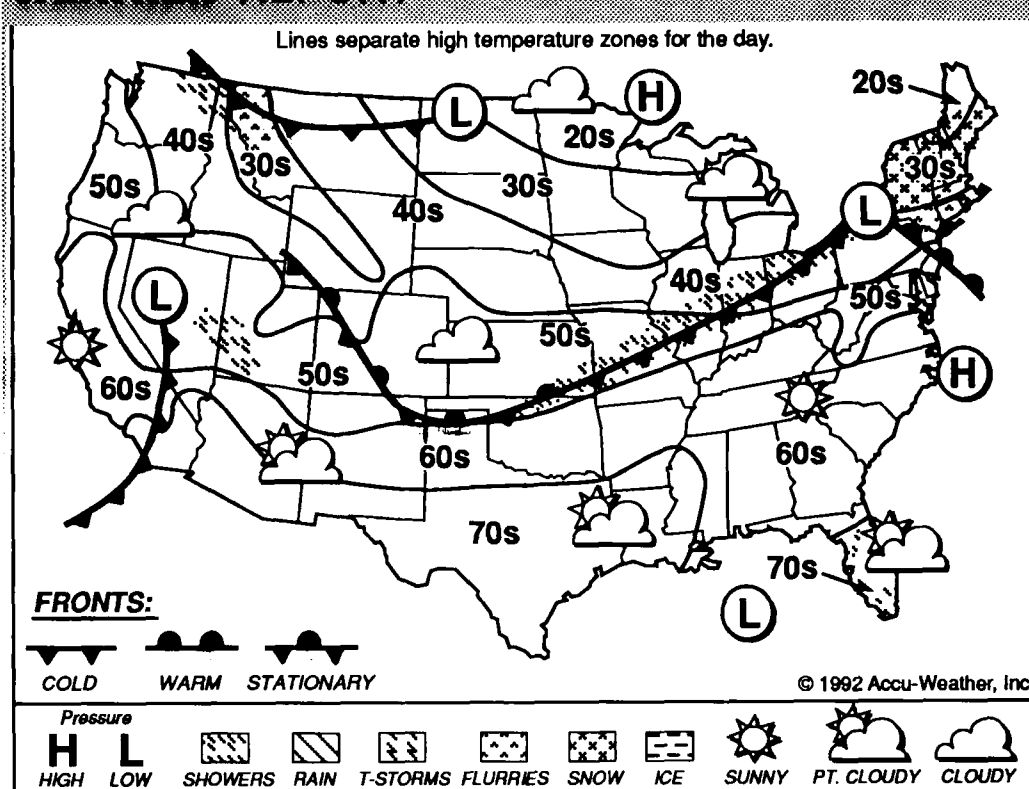 Lines separate high temperature zones for the day.
20s
L
H
20s
40s
30s
30s
30s
50s
40s
L
L
40s
50s
50s
50s
60s
H
60s
60s
70s
70s
L
FRONTS:
COLD WARM STATIONARY
© 1992 Accu-Weather, Inc
Pressure
H L
HIGH LOW SHOWERS RAIN T-STORMS FLURRIES SNOW ICE SUNNY PT. CLOUDY CLOUDY